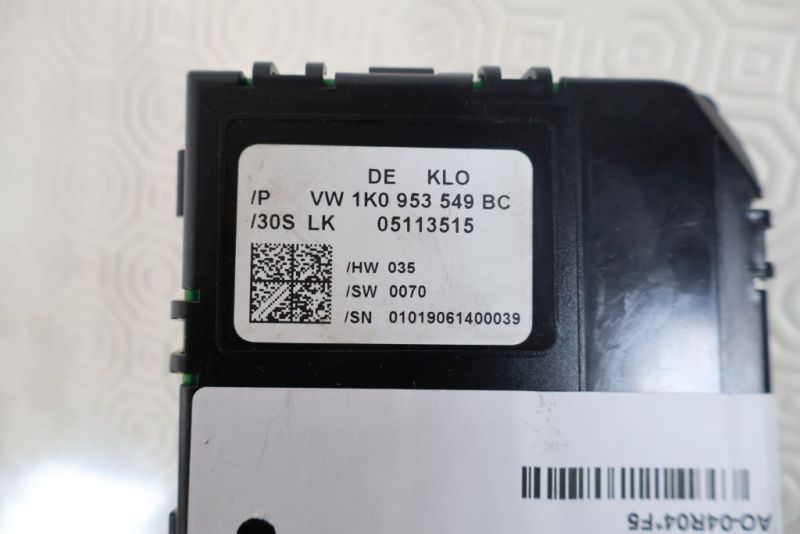 DE KLO
/P VW 1K0 953 549 BC
/30S LK 05113515
/HW 035
/SW 0070
/SN 01019061400039
AO-04R04*F5